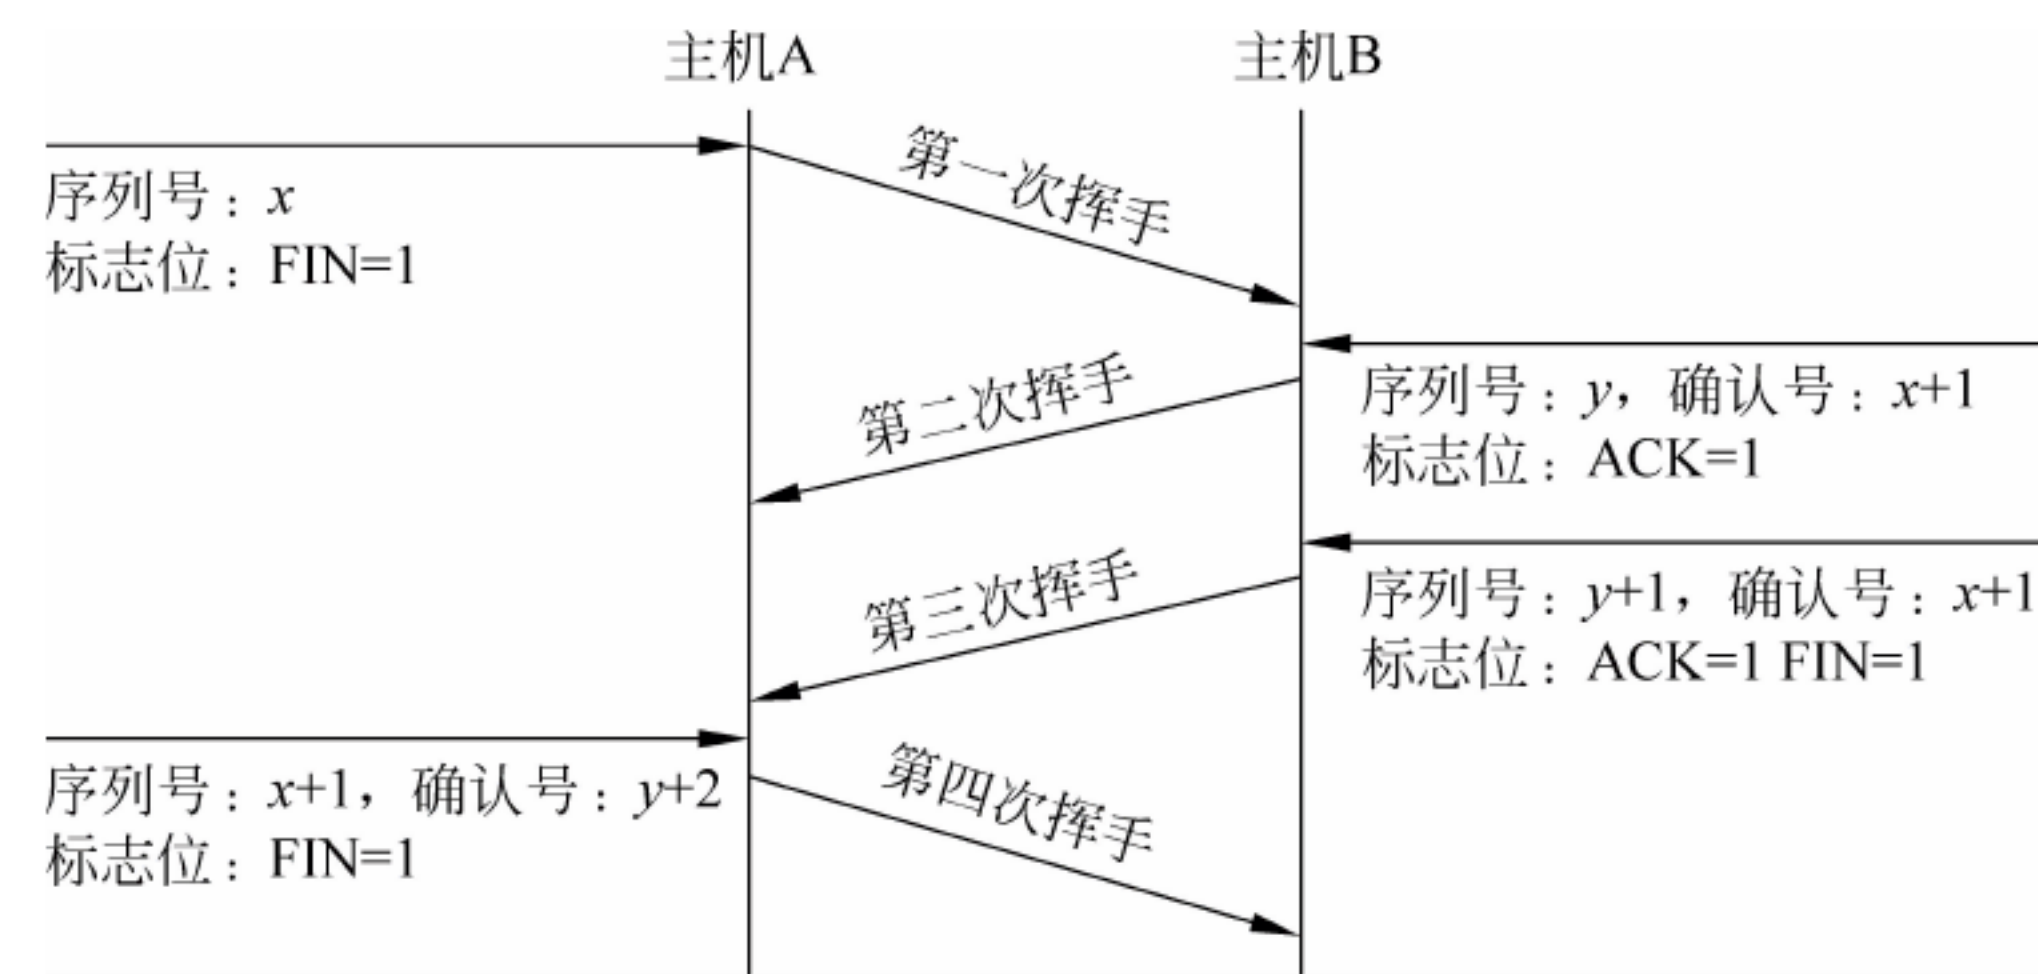 主机A
主机B
第一次挥手
序列号：x
标志位：FIN=1
第二次挥手
序列号：y，确认号：x+1
标志位：ACK=1
第三次挥手
序列号：y+1，确认号：x+1
标志位：ACK=1 FIN=1
第四次挥手
序列号：x+1，确认号：y+2
标志位：FIN=1